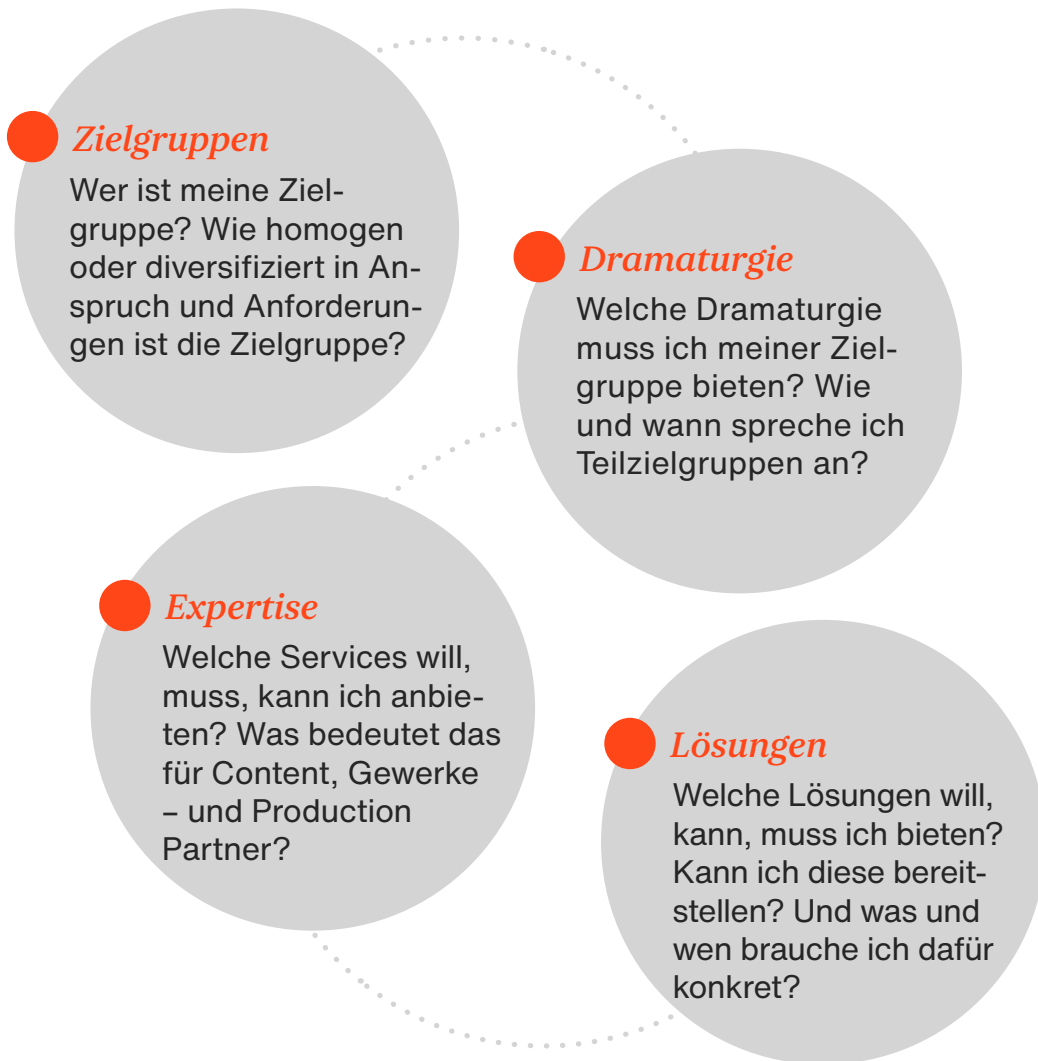 Zielgruppen
Wer ist meine Ziel-
gruppe? Wie homogen
oder diversifiziert in An-
spruch und Anforderun-
gen ist die Zielgruppe?
Dramaturgie
Welche Dramaturgie
muss ich meiner Ziel-
gruppe bieten? Wie
und wann spreche ich
Teilzielgruppen an?
Expertise
Welche Services will,
muss, kann ich anbie-
ten? Was bedeutet das
für Content, Gewerke
– und Production
Partner?
Lösungen
Welche Lösungen will,
kann, muss ich bieten?
Kann ich diese bereit-
stellen? Und was und
wen brauche ich dafür
konkret?